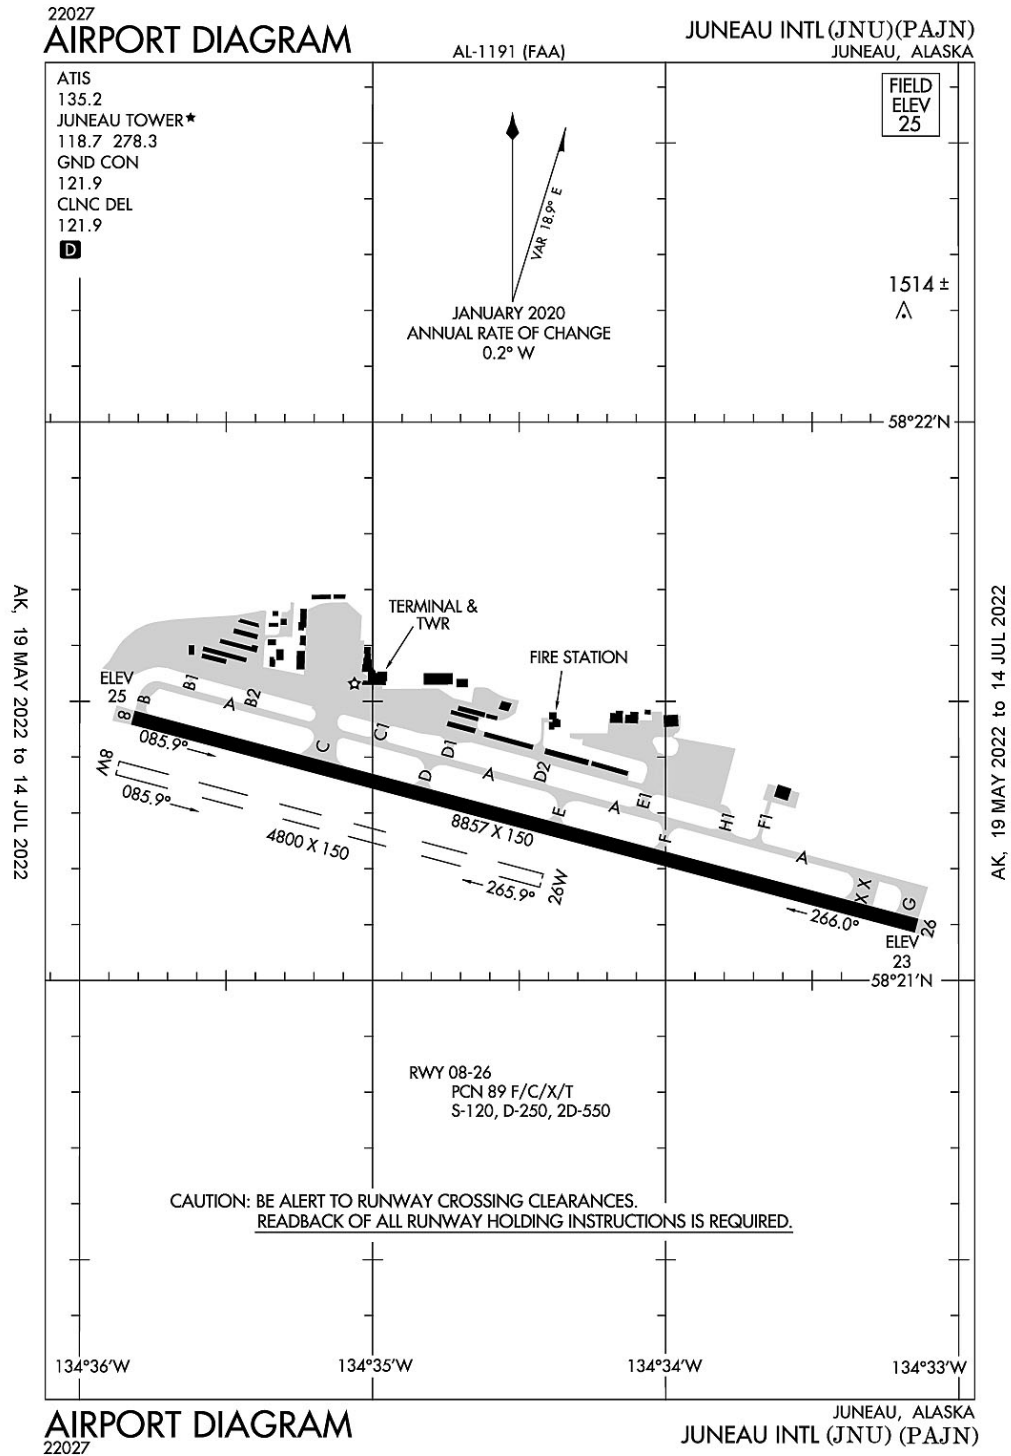 22027
AIRPORT DIAGRAM
AL-1191 (FAA)
JUNEAU INTL (JNU)(PAJN)
JUNEAU, ALASKA
ATIS
135.2
JUNEAU TOWER★
118.7 278.3
GND CON
121.9
CLNC DEL
121.9
D
FIELD
ELEV
25
VAR 18.9° E
JANUARY 2020
ANNUAL RATE OF CHANGE
0.2° W
1514 ±
58°22'N
AK, 19 MAY 2022 to 14 JUL 2022
AK, 19 MAY 2022 to 14 JUL 2022
TERMINAL &
TWR
FIRE STATION
ELEV
25
8
B
B1
A
B2
C
C1
D
D1
A
D2
E
A
E1
F
H1
F1
A
X X
G
26
085.9°
8W
085.9°
4800 X 150
8857 X 150
265.9°
26W
266.0°
ELEV
23
58°21'N
RWY 08-26
PCN 89 F/C/X/T
S-120, D-250, 2D-550
CAUTION: BE ALERT TO RUNWAY CROSSING CLEARANCES.
READBACK OF ALL RUNWAY HOLDING INSTRUCTIONS IS REQUIRED.
134°36'W
134°35'W
134°34'W
134°33'W
AIRPORT DIAGRAM
22027
JUNEAU, ALASKA
JUNEAU INTL (JNU) (PAJN)